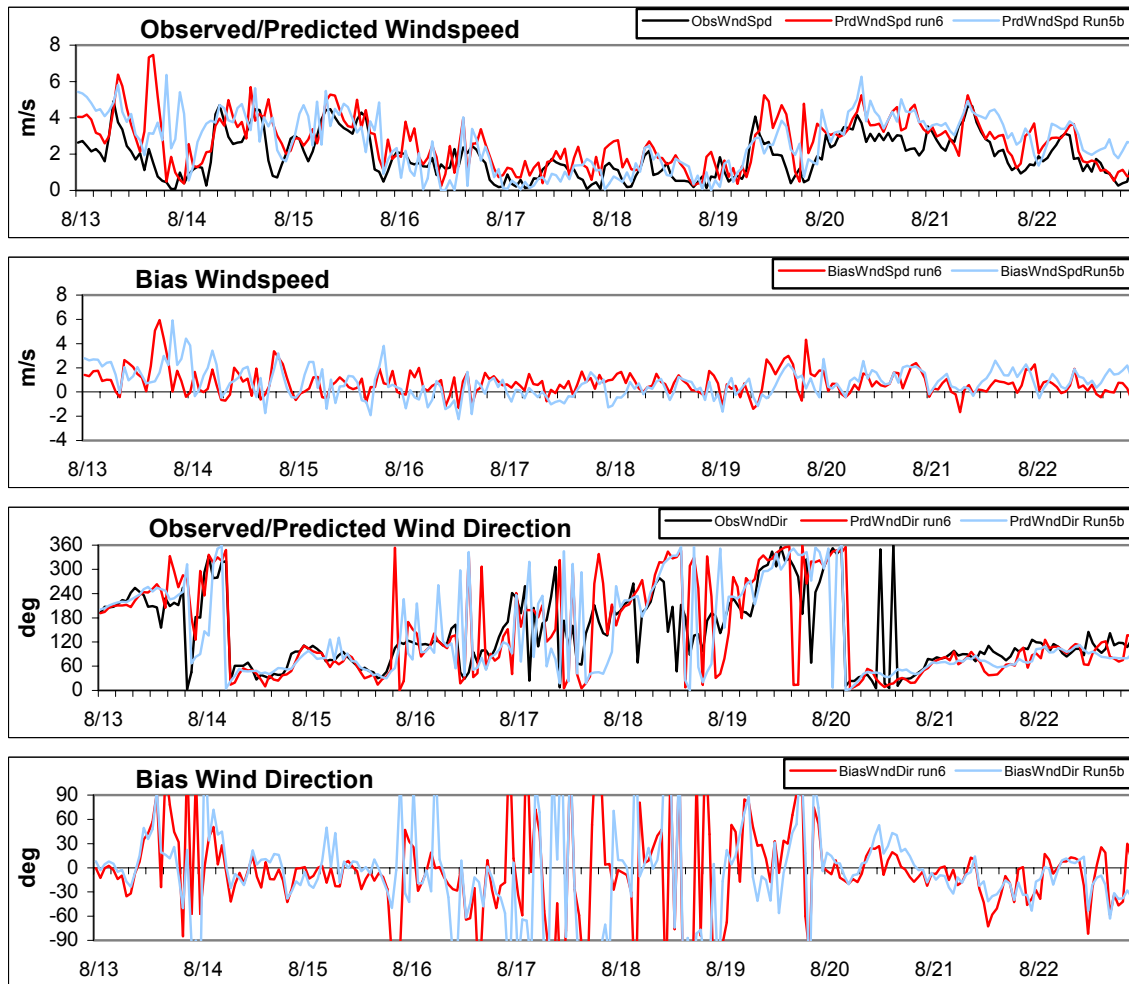 Observed/Predicted Windspeed
ObsWndSpd PrdWndSpd run6 PrdWndSpd Run5b
8
6
4
2
0
m/s
8/13 8/14 8/15 8/16 8/17 8/18 8/19 8/20 8/21 8/22
Bias Windspeed
BiasWndSpd run6 BiasWndSpdRun5b
8
6
4
2
0
-2
-4
m/s
8/13 8/14 8/15 8/16 8/17 8/18 8/19 8/20 8/21 8/22
Observed/Predicted Wind Direction
ObsWndDir PrdWndDir run6 PrdWndDir Run5b
360
300
240
180
120
60
0
deg
8/13 8/14 8/15 8/16 8/17 8/18 8/19 8/20 8/21 8/22
Bias Wind Direction
BiasWndDir run6 BiasWndDir Run5b
90
60
30
0
-30
-60
-90
deg
8/13 8/14 8/15 8/16 8/17 8/18 8/19 8/20 8/21 8/22